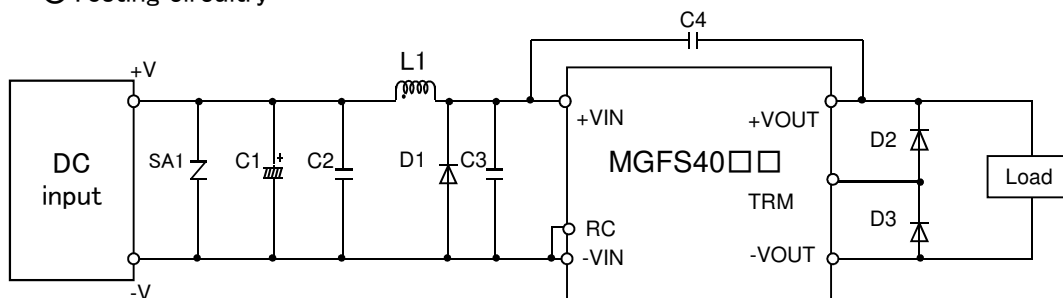 Testing circuitry
C4
+V
L1
+VIN
+VOUT
D2
DC
input
SA1
C1
+
C2
D1
C3
MGFS40□□
Load
TRM
RC
D3
-VIN
-VOUT
-V